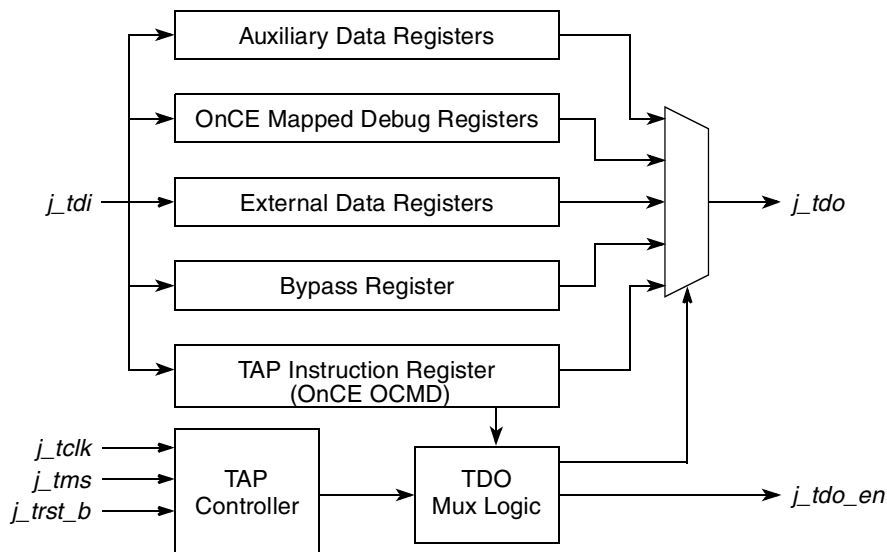 Auxiliary Data Registers
OnCE Mapped Debug Registers
j_tdi
External Data Registers
j_tdo
Bypass Register
TAP Instruction Register
(OnCE OCMD)
j_tclk
j_tms
j_trst_b
TAP
Controller
TDO
Mux Logic
j_tdo_en